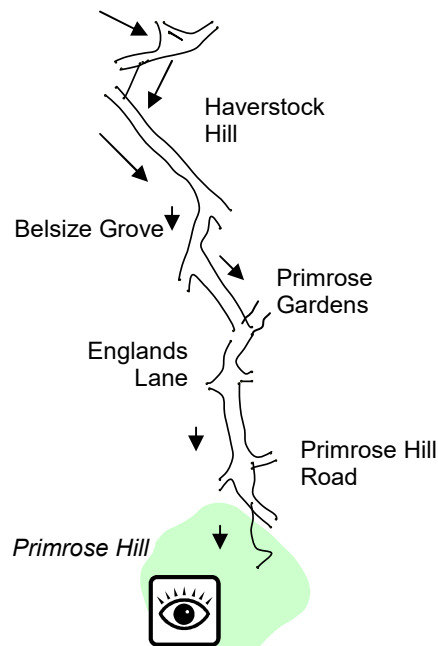 Haverstock
Hill
Belsize Grove
Primrose
Gardens
Englands
Lane
Primrose Hill
Road
Primrose Hill